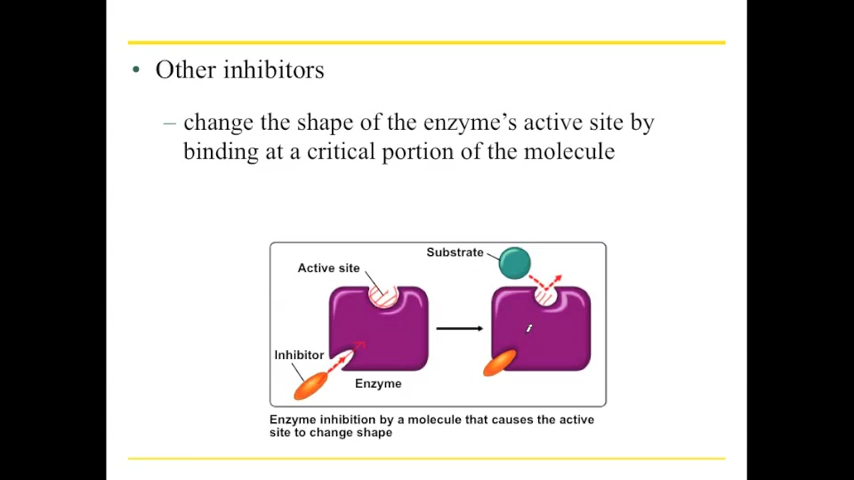 • Other inhibitors
– change the shape of the enzyme’s active site by
binding at a critical portion of the molecule
Substrate
Active site
Inhibitor
Enzyme
Enzyme inhibition by a molecule that causes the active
site to change shape